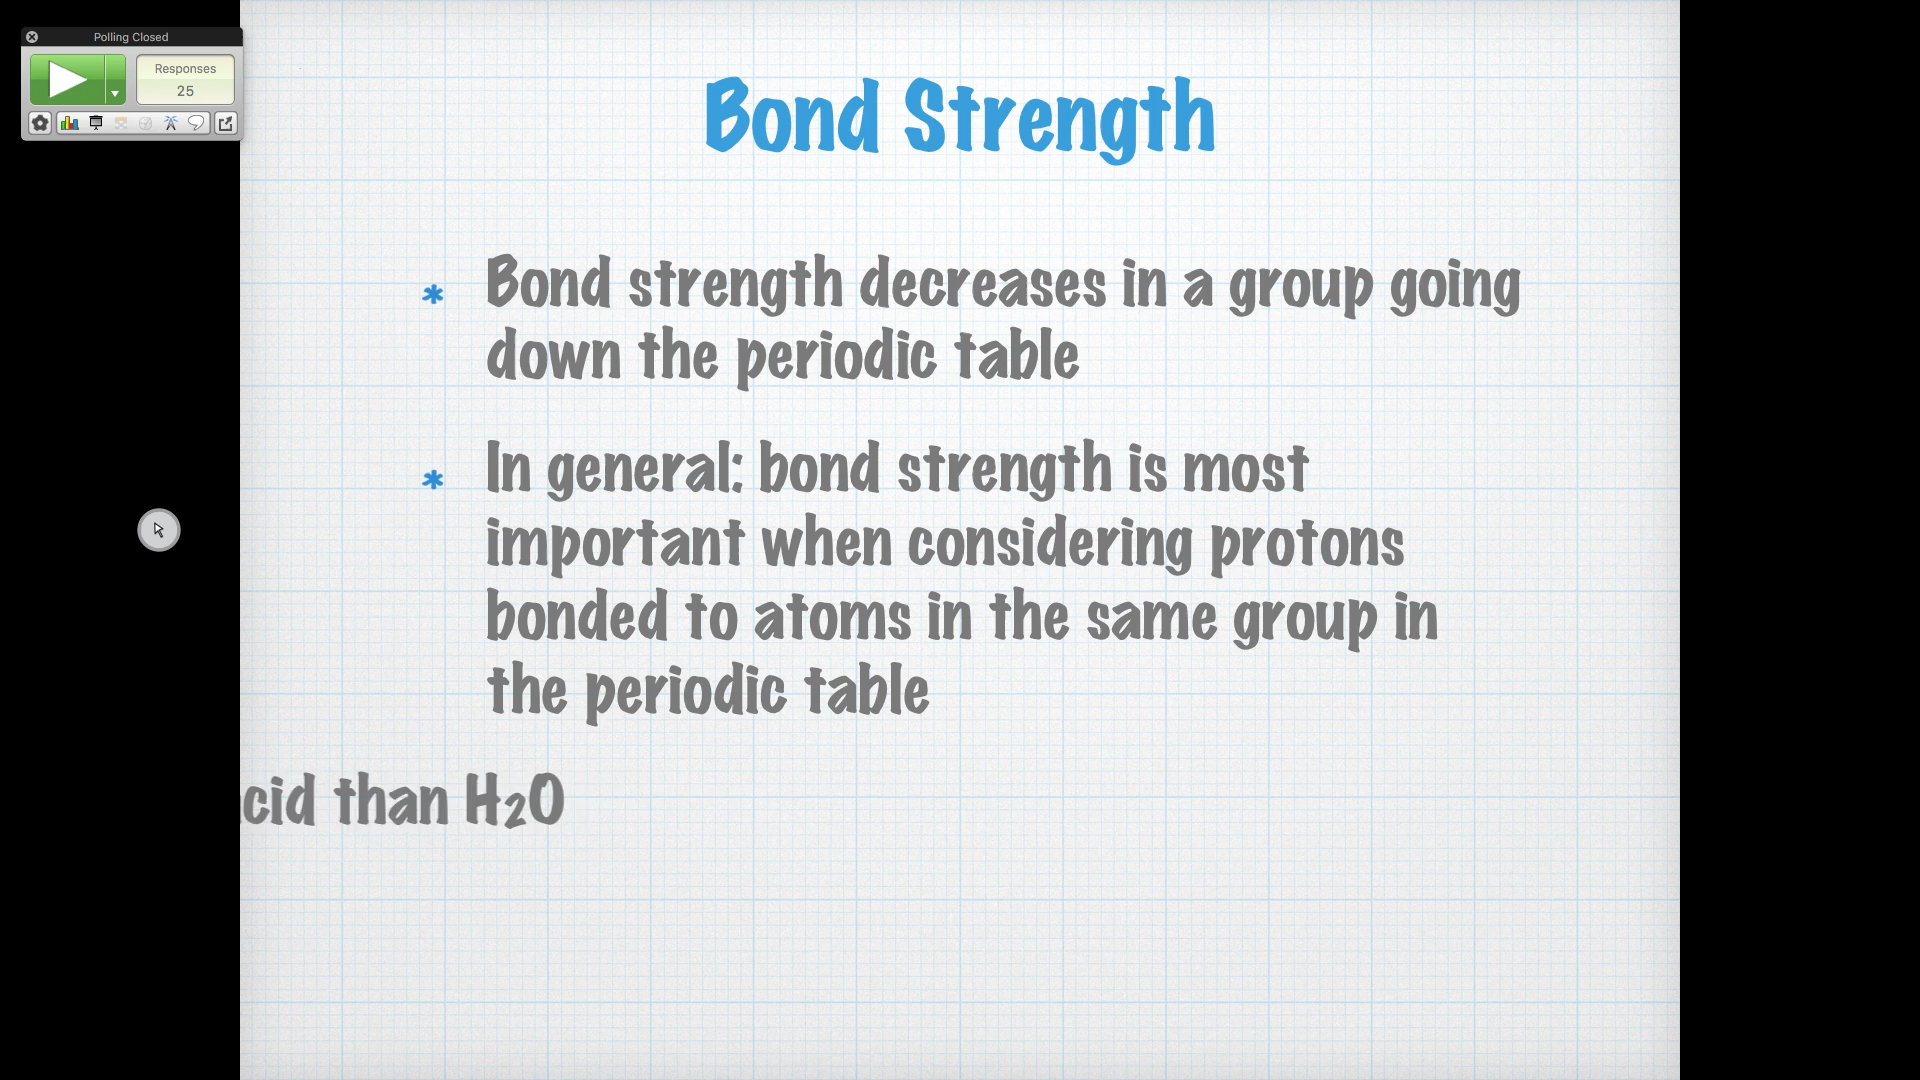 Polling Closed
Responses
25
Bond Strength
* Bond strength decreases in a group going
down the periodic table
* In general: bond strength is most
important when considering protons
bonded to atoms in the same group in
the periodic table
cid than H₂O